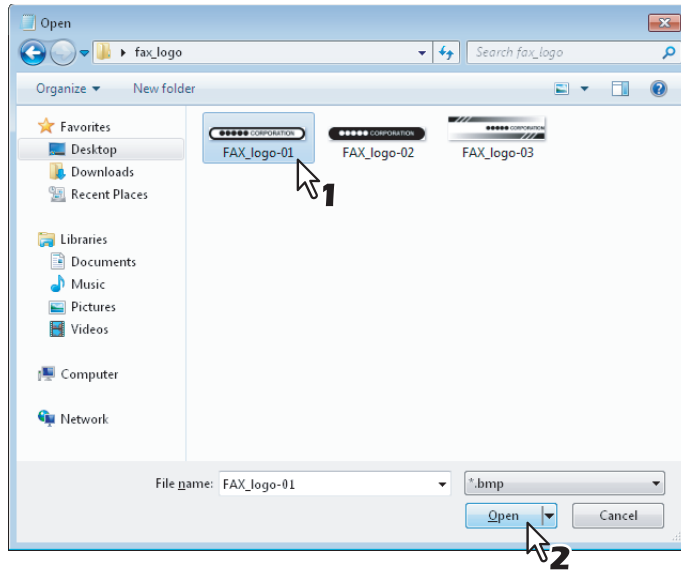 Open
fax_logo
Search fax_logo
Organize
New folder
Favorites
Desktop
Downloads
Recent Places
Libraries
Documents
Music
Pictures
Videos
Computer
Network
CORPORATION
FAX_logo-01
CORPORATION
FAX_logo-02
CORPORATION
FAX_logo-03
1
File name: FAX_logo-01
*.bmp
Open
Cancel
2